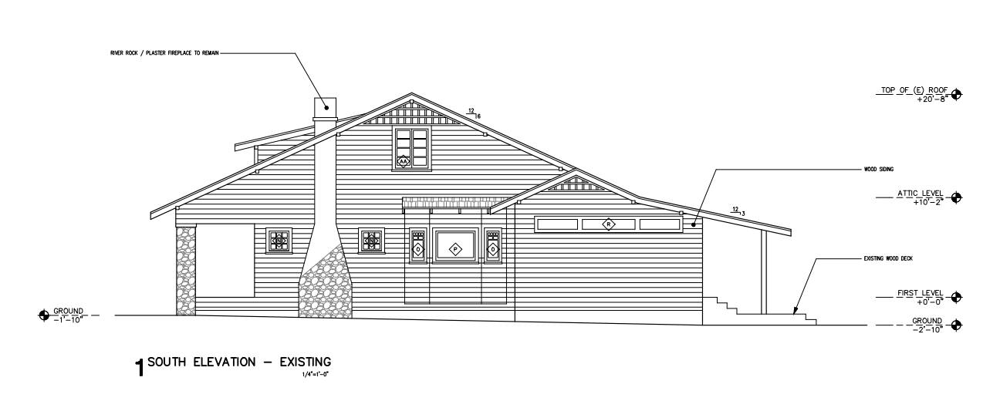 RIVER ROCK / PLASTER FIREPLACE TO REMAIN
TOP OF (E) ROOF
+20'-8"
12
6
AA
WOOD SIDING
ATTIC LEVEL
+10'-2"
12
3
R
N
N
O
P
O
EXISTING WOOD DECK
FIRST LEVEL
+0'-0"
GROUND
-1'-10"
GROUND
-2'-10"
1 SOUTH ELEVATION - EXISTING
1/4"=1'-0"